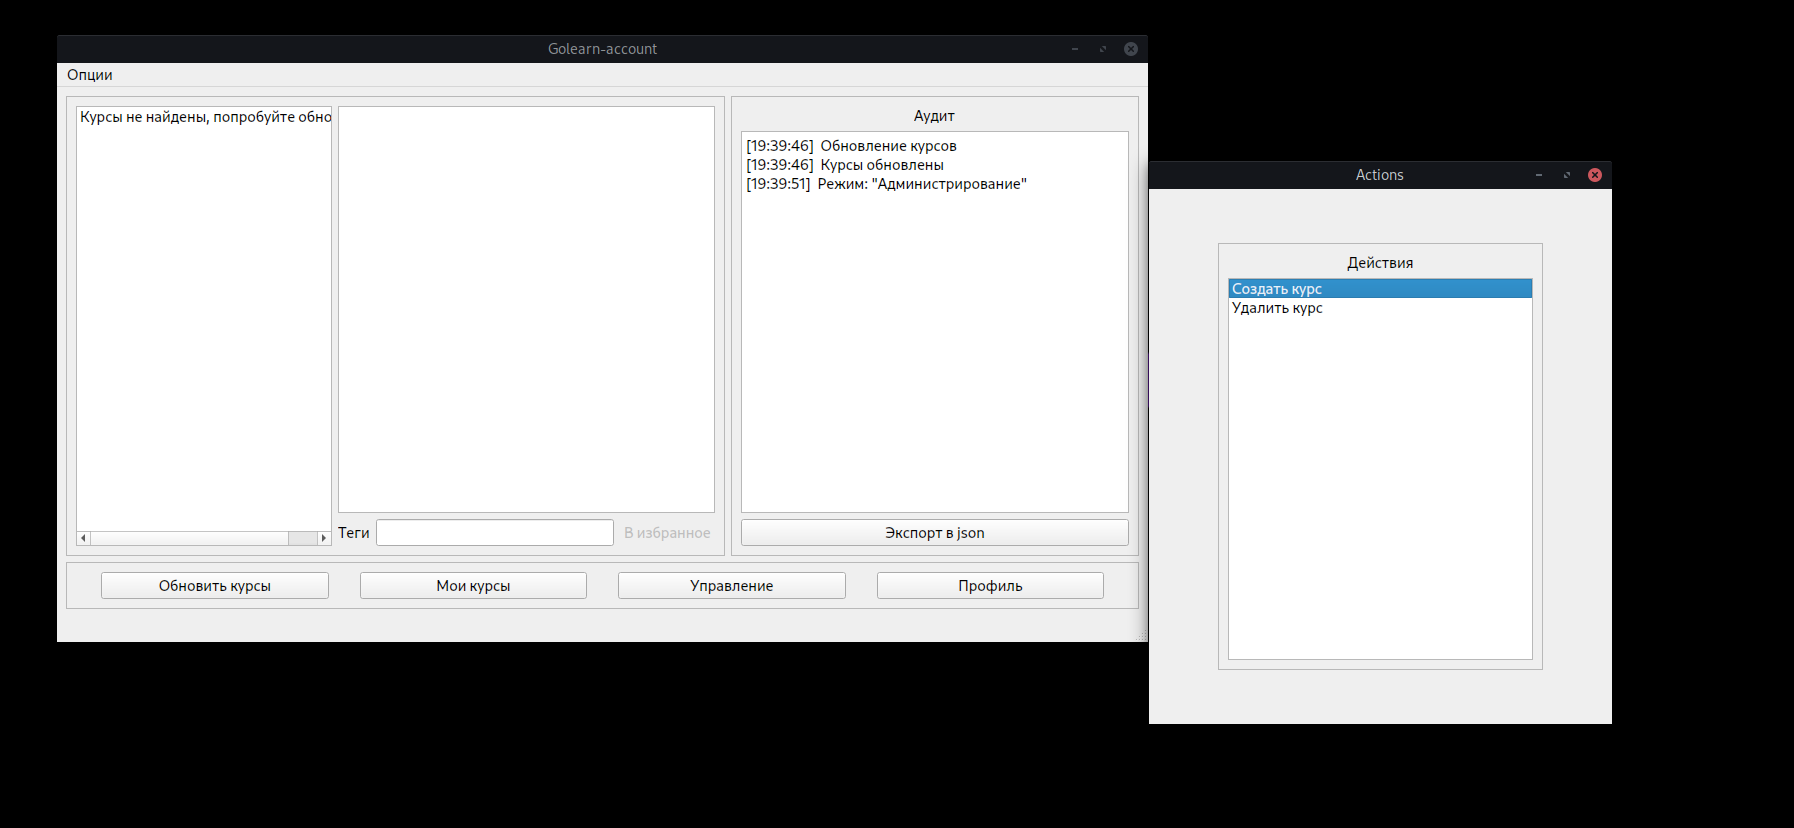 Golearn-account
Опции
Курсы не найдены, попробуйте обно
Теги
В избранное
Аудит
[19:39:46] Обновление курсов
[19:39:46] Курсы обновлены
[19:39:51] Режим: "Администрирование"
Экспорт в json
Обновить курсы
Мои курсы
Управление
Профиль
Actions
Действия
Создать курс
Удалить курс